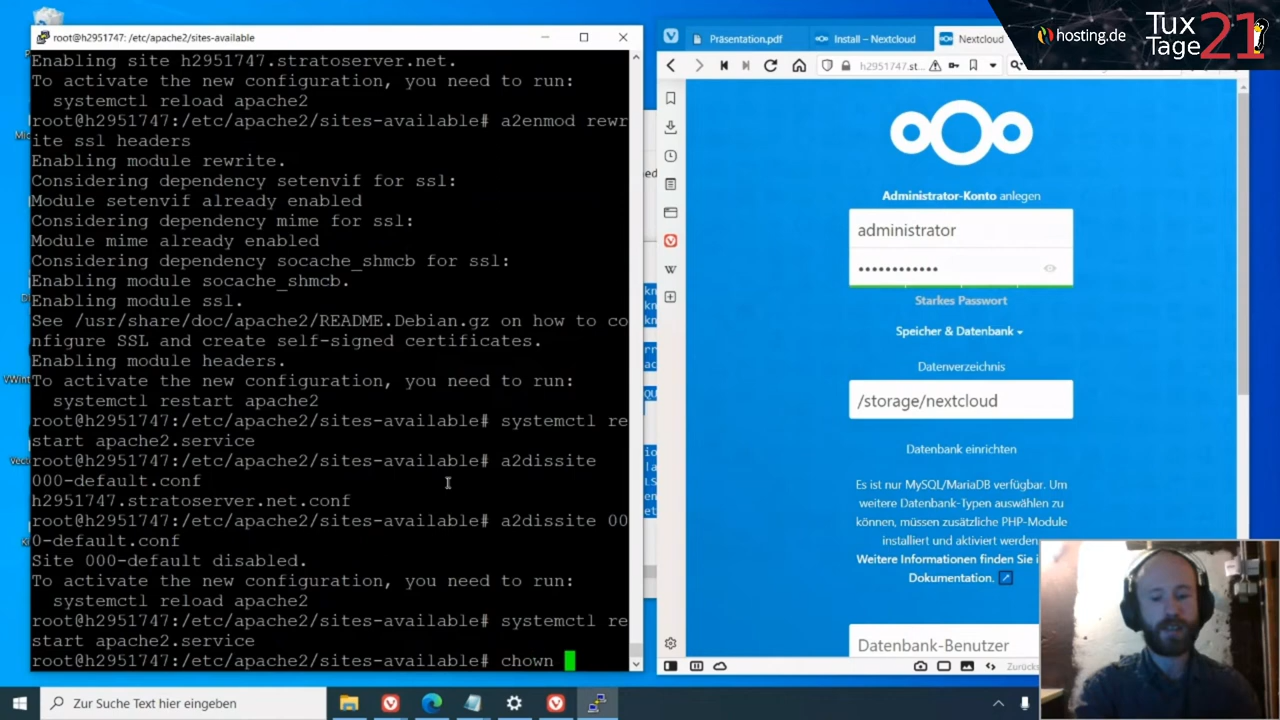 root@h2951747: /etc/apache2/sites-available
Enabling site h2951747.stratoserver.net.
To activate the new configuration, you need to run:
systemctl reload apache2
root@h2951747:/etc/apache2/sites-available# a2enmod rewr
ite ssl headers
Enabling module rewrite.
Considering dependency setenvif for ssl:
Module setenvif already enabled
Considering dependency mime for ssl:
Module mime already enabled
Considering dependency socache_shmcb for ssl:
Enabling module socache_shmcb.
Enabling module ssl.
See /usr/share/doc/apache2/README.Debian.gz on how to co
nfigure SSL and create self-signed certificates.
Enabling module headers.
To activate the new configuration, you need to run:
systemctl restart apache2
root@h2951747:/etc/apache2/sites-available# systemctl re
start apache2.service
root@h2951747:/etc/apache2/sites-available# a2dissite
000-default.conf
h2951747.stratoserver.net.conf
root@h2951747:/etc/apache2/sites-available# a2dissite 00
0-default.conf
Site 000-default disabled.
To activate the new configuration, you need to run:
systemctl reload apache2
root@h2951747:/etc/apache2/sites-available# systemctl re
start apache2.service
root@h2951747:/etc/apache2/sites-available# chown
Präsentation.pdf
Install – Nextcloud
Nextcloud
h2951747.st...
hosting.de
Tux
Tage 21
Administrator-Konto anlegen
administrator
••••••••••••
Starkes Passwort
Speicher & Datenbank
Datenverzeichnis
/storage/nextcloud
Datenbank einrichten
Es ist nur MySQL/MariaDB verfügbar. Um
weitere Datenbank-Typen auswählen zu
können, müssen zusätzliche PHP-Module
installiert und aktiviert werden.
Weitere Informationen finden Sie i
Dokumentation.
Datenbank-Benutzer
Zurücks
Zur Suche Text hier eingeben